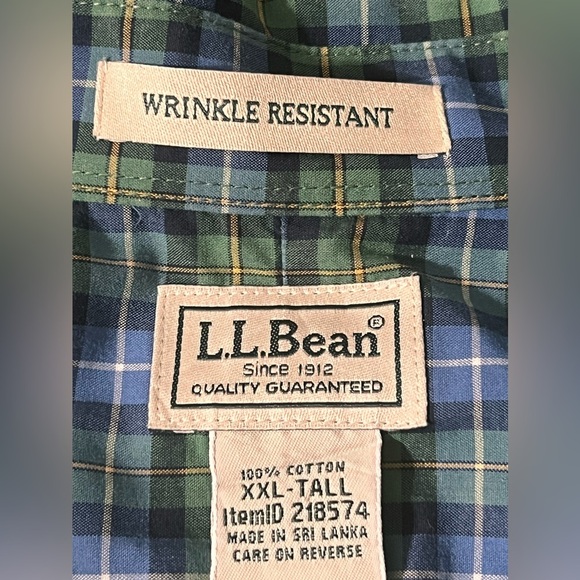 WRINKLE RESISTANT
L.L.Bean®
Since 1912
QUALITY GUARANTEED
100% COTTON
XXL-TALL
ItemID 218574
MADE IN SRI LANKA
CARE ON REVERSE